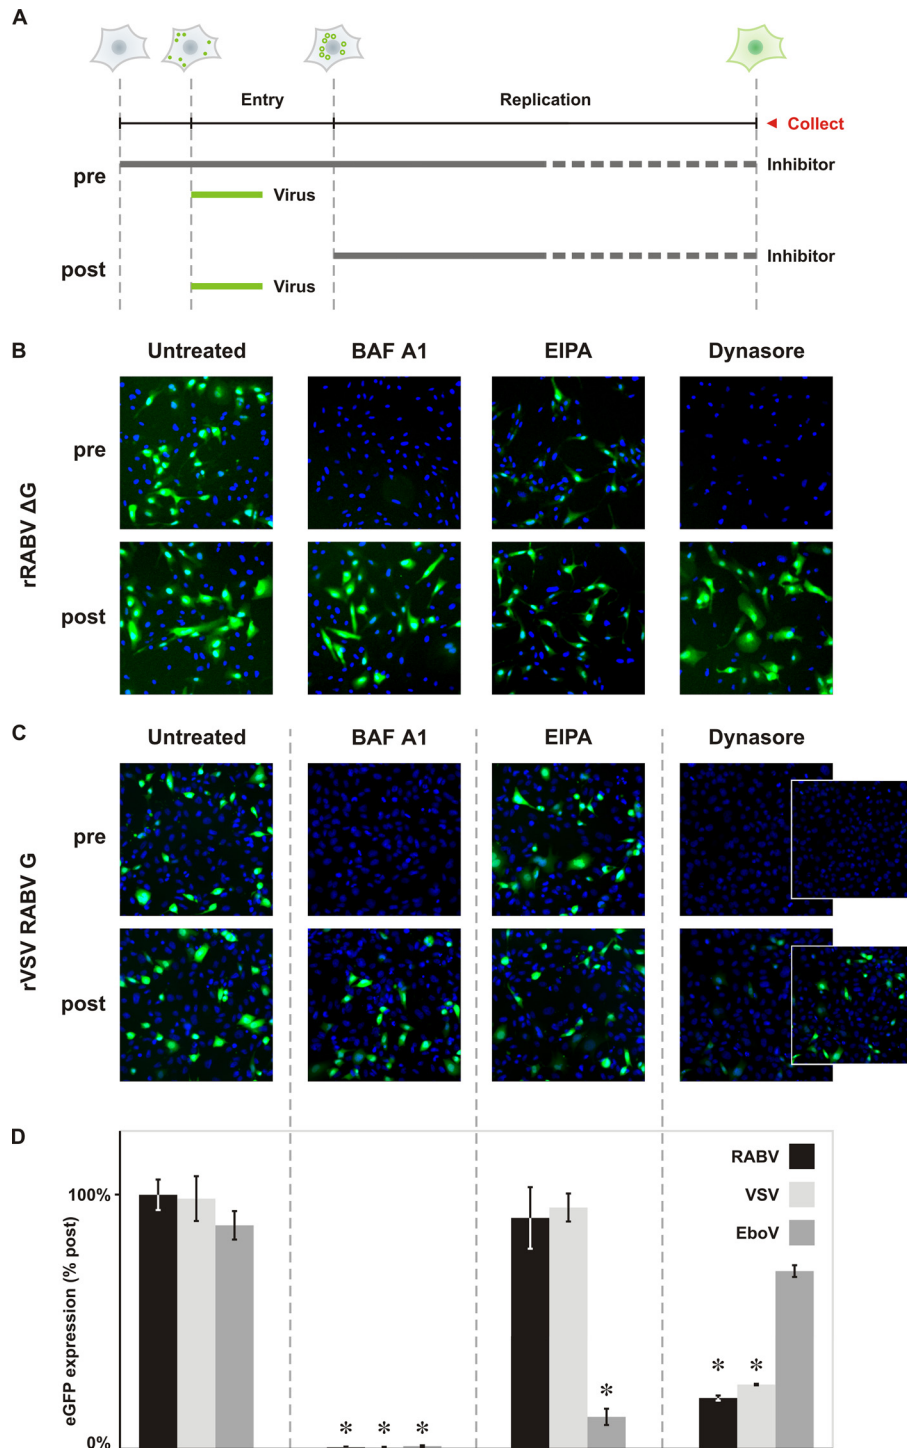 A
Entry
Replication
Collect
pre
Inhibitor
Virus
post
Inhibitor
Virus
B
Untreated
BAF A1
EIPA
Dynasore
rRABV ΔG
pre
post
C
Untreated
BAF A1
EIPA
Dynasore
rVSV RABV G
pre
post
D
eGFP expression (% post)
100%
0%
RABV
VSV
EboV
* * *
*
* *